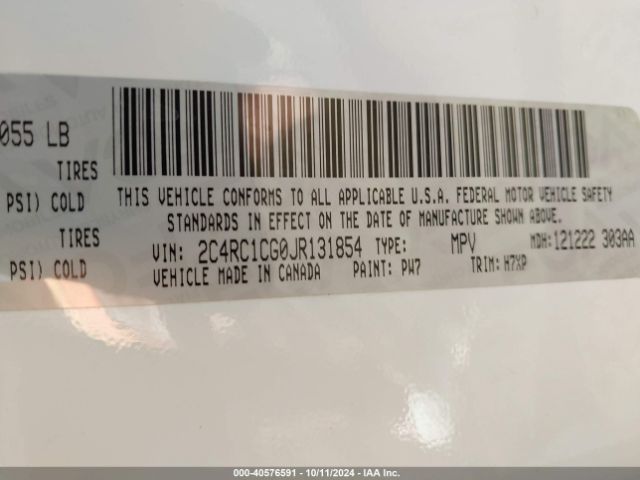 055 LB
TIRES
PSI) COLD
TIRES
PSI) COLD
THIS VEHICLE CONFORMS TO ALL APPLICABLE U.S.A. FEDERAL MOTOR VEHICLE SAFETY
STANDARDS IN EFFECT ON THE DATE OF MANUFACTURE SHOWN ABOVE.
VIN: 2C4RC1CG0JR131854 TYPE: MPV MDH:121222 303AA
VEHICLE MADE IN CANADA PAINT: PW7 TRIM: H7XP
000-40576591 - 10/11/2024 - IAA Inc.